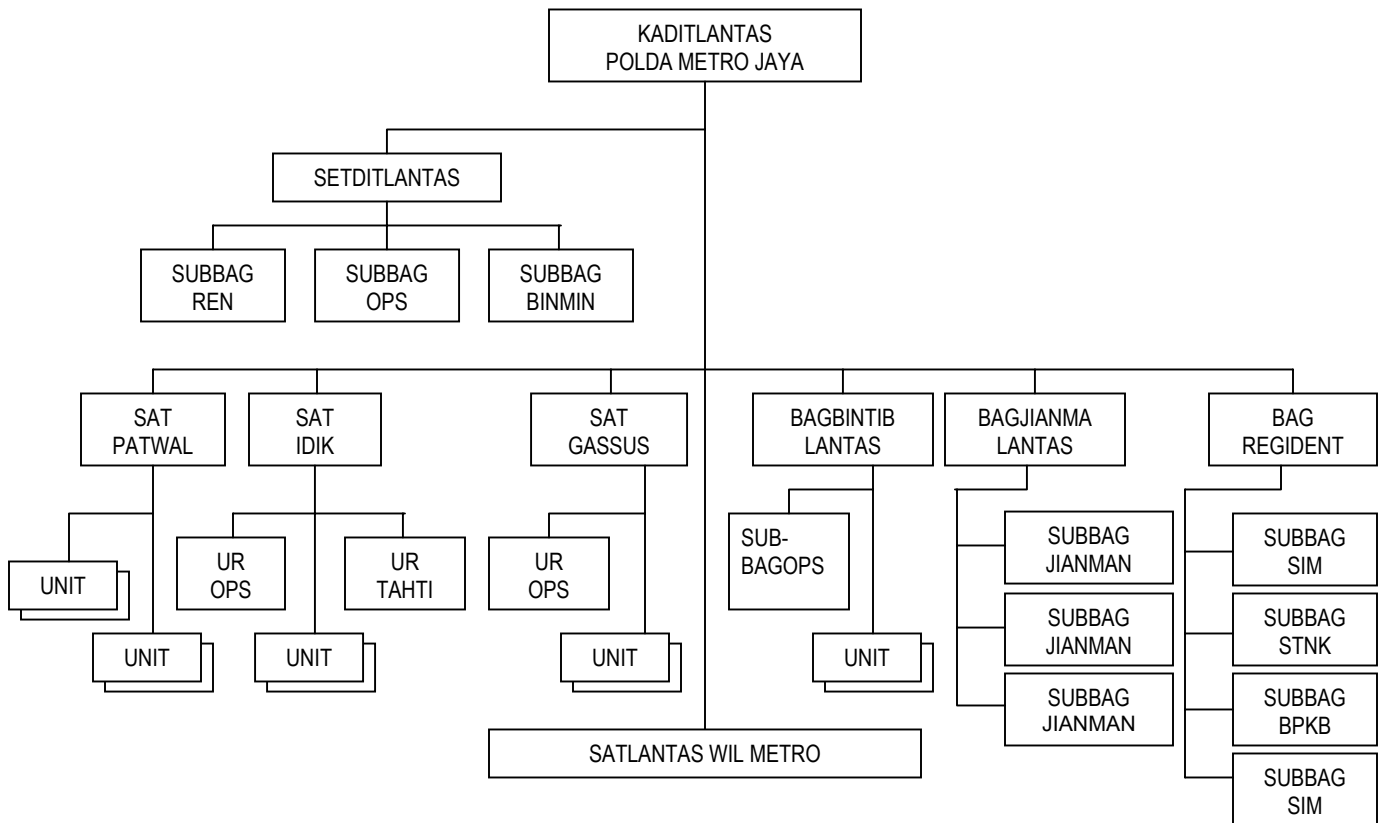 KADITLANTAS
POLDA METRO JAYA
SETDITLANTAS
SUBBAG
REN
SUBBAG
OPS
SUBBAG
BINMIN
SAT
PATWAL
SAT
IDIK
SAT
GASSUS
BAGBINTIB
LANTAS
BAGJIANMA
LANTAS
BAG
REGIDENT
UNIT
UNIT
UR
OPS
UR
TAHTI
UNIT
UR
OPS
UNIT
SUB-
BAGOPS
UNIT
SUBBAG
JIANMAN
SUBBAG
JIANMAN
SUBBAG
JIANMAN
SUBBAG
SIM
SUBBAG
STNK
SUBBAG
BPKB
SUBBAG
SIM
SATLANTAS WIL METRO